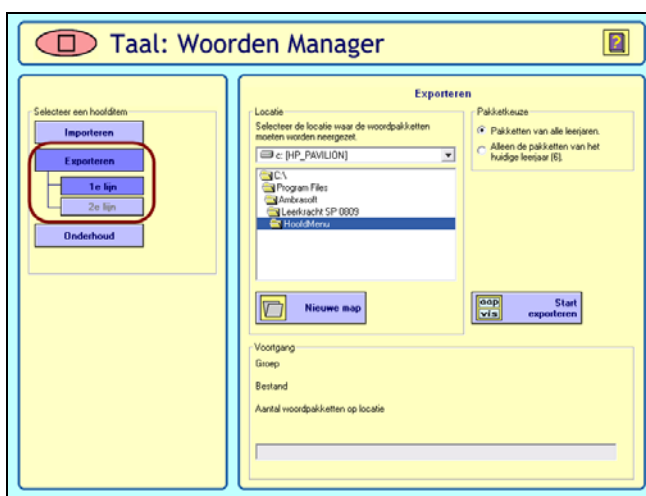 Taal: Woorden Manager
Selecteer een hoofditem
Importeren
Exporteren
1e lijn
2e lijn
Onderhoud
Exporteren
Locatie
Selecteer de locatie waar de woordpakketten
moeten worden neergezet.
c: [HP_PAVILION]
C:\
Program Files
Ambrasoft
Leerkracht SP 0809
HoofdMenu
Nieuwe map
Pakketkeuze
Pakketten van alle leerjaren.
Alleen de pakketten van het
huidige leerjaar (6).
aap
vis
Start
exporteren
Voortgang
Groep
Bestand
Aantal woordpakketten op locatie